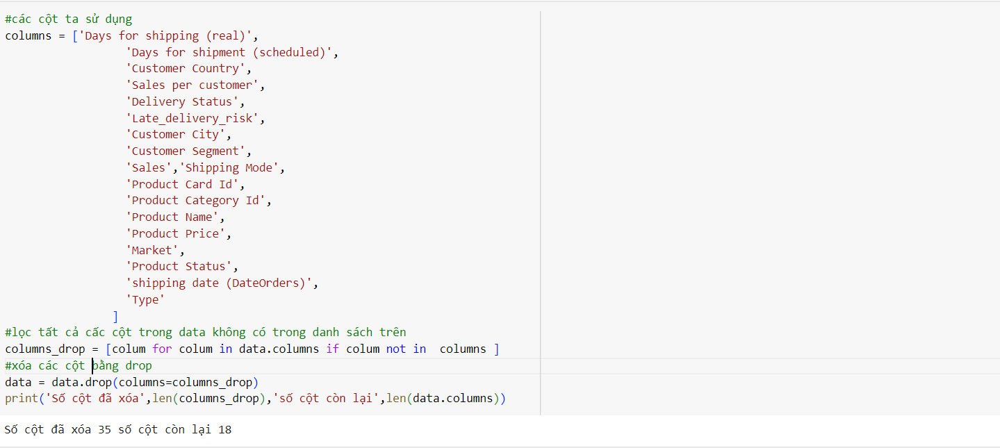 #các cột ta sử dụng
columns = ['Days for shipping (real)',
'Days for shipment (scheduled)',
'Customer Country',
'Sales per customer',
'Delivery Status',
'Late_delivery_risk',
'Customer City',
'Customer Segment',
'Sales','Shipping Mode',
'Product Card Id',
'Product Category Id',
'Product Name',
'Product Price',
'Market',
'Product Status',
'shipping date (DateOrders)',
'Type'
]
#lọc tất cả cấc cột trong data không có trong danh sách trên
columns_drop = [colum for colum in data.columns if colum not in  columns ]
#xóa các cột bằng drop
data = data.drop(columns=columns_drop)
print('Số cột đã xóa',len(columns_drop),'số cột còn lại',len(data.columns))
Số cột đã xóa 35 số cột còn lại 18